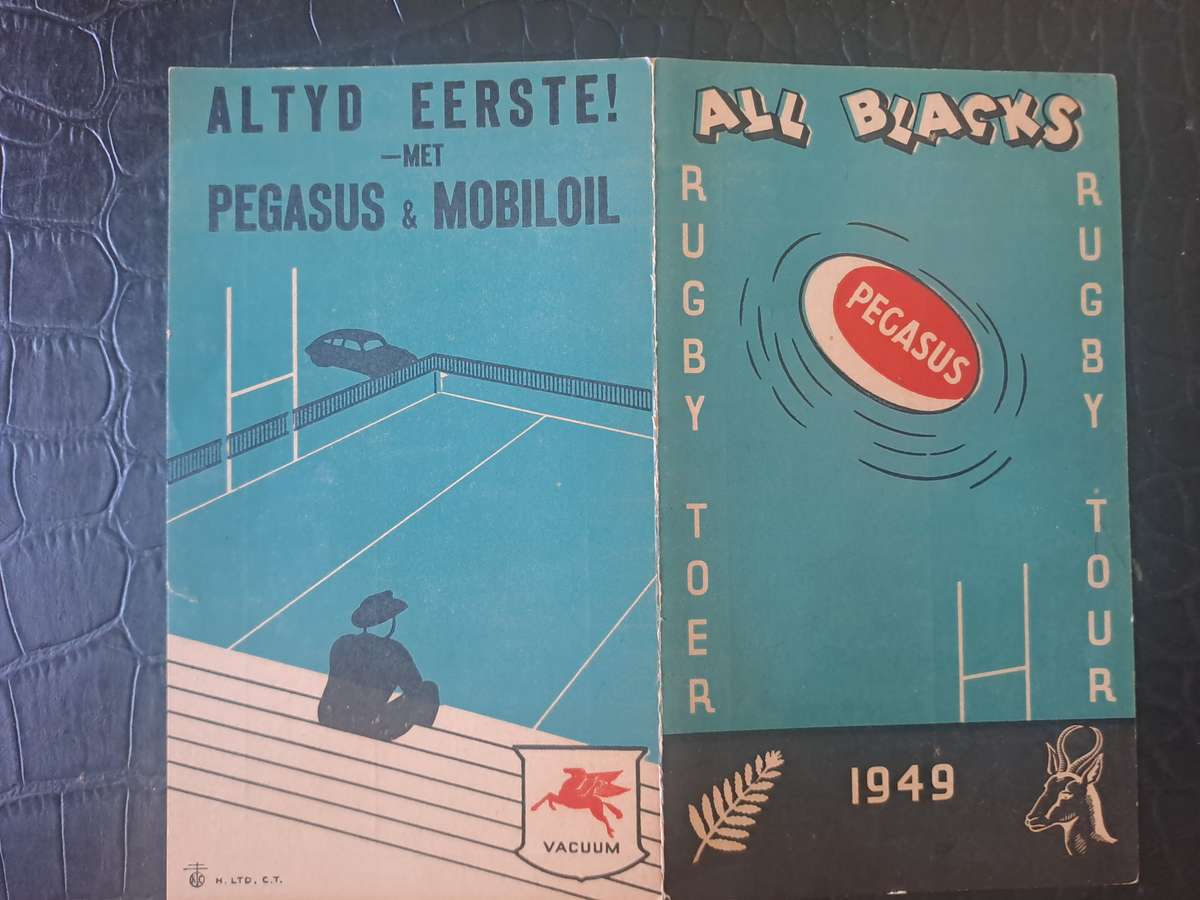 ALTYD EERSTE!
—MET
PEGASUS & MOBILOIL
VACUUM
H. LTD. C.T.
ALL BLACKS
RUGBY TOER
RUGBY TOUR
PEGASUS
1949